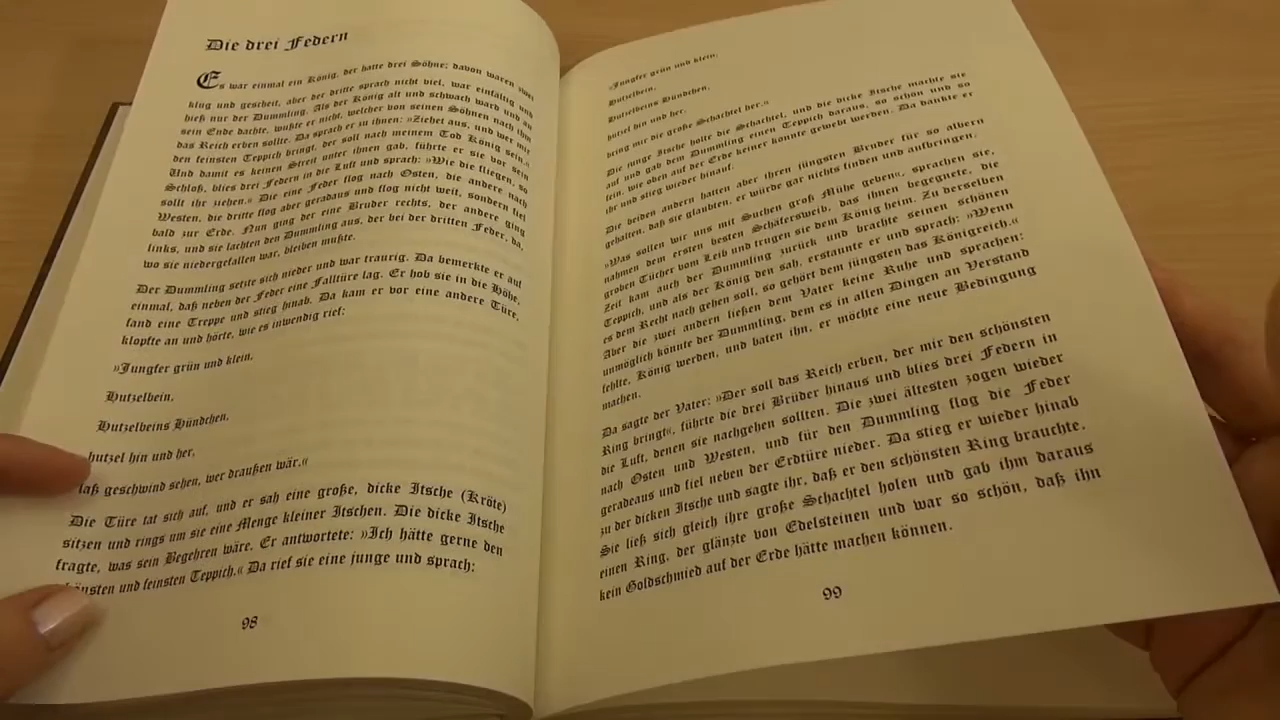 Die drei Federn
Es war einmal ein König, der hatte drei Söhne; davon waren zwei
klug und gescheit, aber der dritte sprach nicht viel, war einfältig und
hieß nur der Dummling. Als der König alt und schwach ward und an
sein Ende dachte, wußte er nicht, welcher von seinen Söhnen nach ihm
das Reich erben sollte. Da sprach er zu ihnen: »Ziehet aus, und wer mir
den feinsten Teppich bringt, der soll nach meinem Tod König sein.«
Und damit es keinen Streit unter ihnen gab, führte er sie vor sein
Schloß, blies drei Federn in die Luft und sprach: »Wie die fliegen, so
sollt ihr ziehen.« Die eine Feder flog nach Osten, die andere nach
Westen, die dritte flog aber geradaus und flog nicht weit, sondern fiel
bald zur Erde. Nun ging der eine Bruder rechts, der andere ging
links, und sie lachten den Dummling aus, der bei der dritten Feder, da,
wo sie niedergefallen war, bleiben mußte.
Der Dummling setzte sich nieder und war traurig. Da bemerkte er auf
einmal, daß neben der Feder eine Falltüre lag. Er hob sie in die Höhe,
fand eine Treppe und stieg hinab. Da kam er vor eine andere Türe,
klopfte an und hörte, wie es inwendig rief:
»Jungfer grün und klein,
Hutzelbein,
Hutzelbeins Hündchen,
hutzel hin und her,
laß geschwind sehen, wer draußen wär.«
Die Türe tat sich auf, und er sah eine große, dicke Itsche (Kröte)
sitzen und rings um sie eine Menge kleiner Itschen. Die dicke Itsche
fragte, was sein Begehren wäre. Er antwortete: »Ich hätte gerne den
schönsten und feinsten Teppich.« Da rief sie eine junge und sprach:
98
»Jungfer grün und klein,
Hutzelbein,
Hutzelbeins Hündchen,
hutzel hin und her,
bring mir die große Schachtel her.«
Die junge Itsche holte die Schachtel, und die dicke Itsche machte sie
auf und gab dem Dummling einen Teppich daraus, so schön und so
fein, wie oben auf der Erde keiner konnte gewebt werden. Da dankte er
ihr und stieg wieder hinauf.
Die beiden andern hatten aber ihren jüngsten Bruder für so albern
gehalten, daß sie glaubten, er würde gar nichts finden und aufbringen.
»Was sollen wir uns mit Suchen groß Mühe geben«, sprachen sie,
nahmen dem ersten besten Schäfersweib, das ihnen begegnete, die
groben Tücher vom Leib und trugen sie dem König heim. Zu derselben
Zeit kam auch der Dummling zurück und brachte seinen schönen
Teppich, und als der König den sah, erstaunte er und sprach: »Wenn
es dem Recht nach gehen soll, so gehört dem jüngsten das Königreich.«
Aber die zwei andern ließen dem Vater keine Ruhe und sprachen:
unmöglich könnte der Dummling, dem es in allen Dingen an Verstand
fehlte, König werden, und baten ihn, er möchte eine neue Bedingung
machen.
Da sagte der Vater: »Der soll das Reich erben, der mir den schönsten
Ring bringt«, führte die drei Brüder hinaus und blies drei Federn in
die Luft, denen sie nachgehen sollten. Die zwei ältesten zogen wieder
nach Osten und Westen, und für den Dummling flog die Feder
geradeaus und fiel neben der Erdtüre nieder. Da stieg er wieder hinab
zu der dicken Itsche und sagte ihr, daß er den schönsten Ring brauchte.
Sie ließ sich gleich ihre große Schachtel holen und gab ihm daraus
einen Ring, der glänzte von Edelsteinen und war so schön, daß ihn
kein Goldschmied auf der Erde hätte machen können.
99